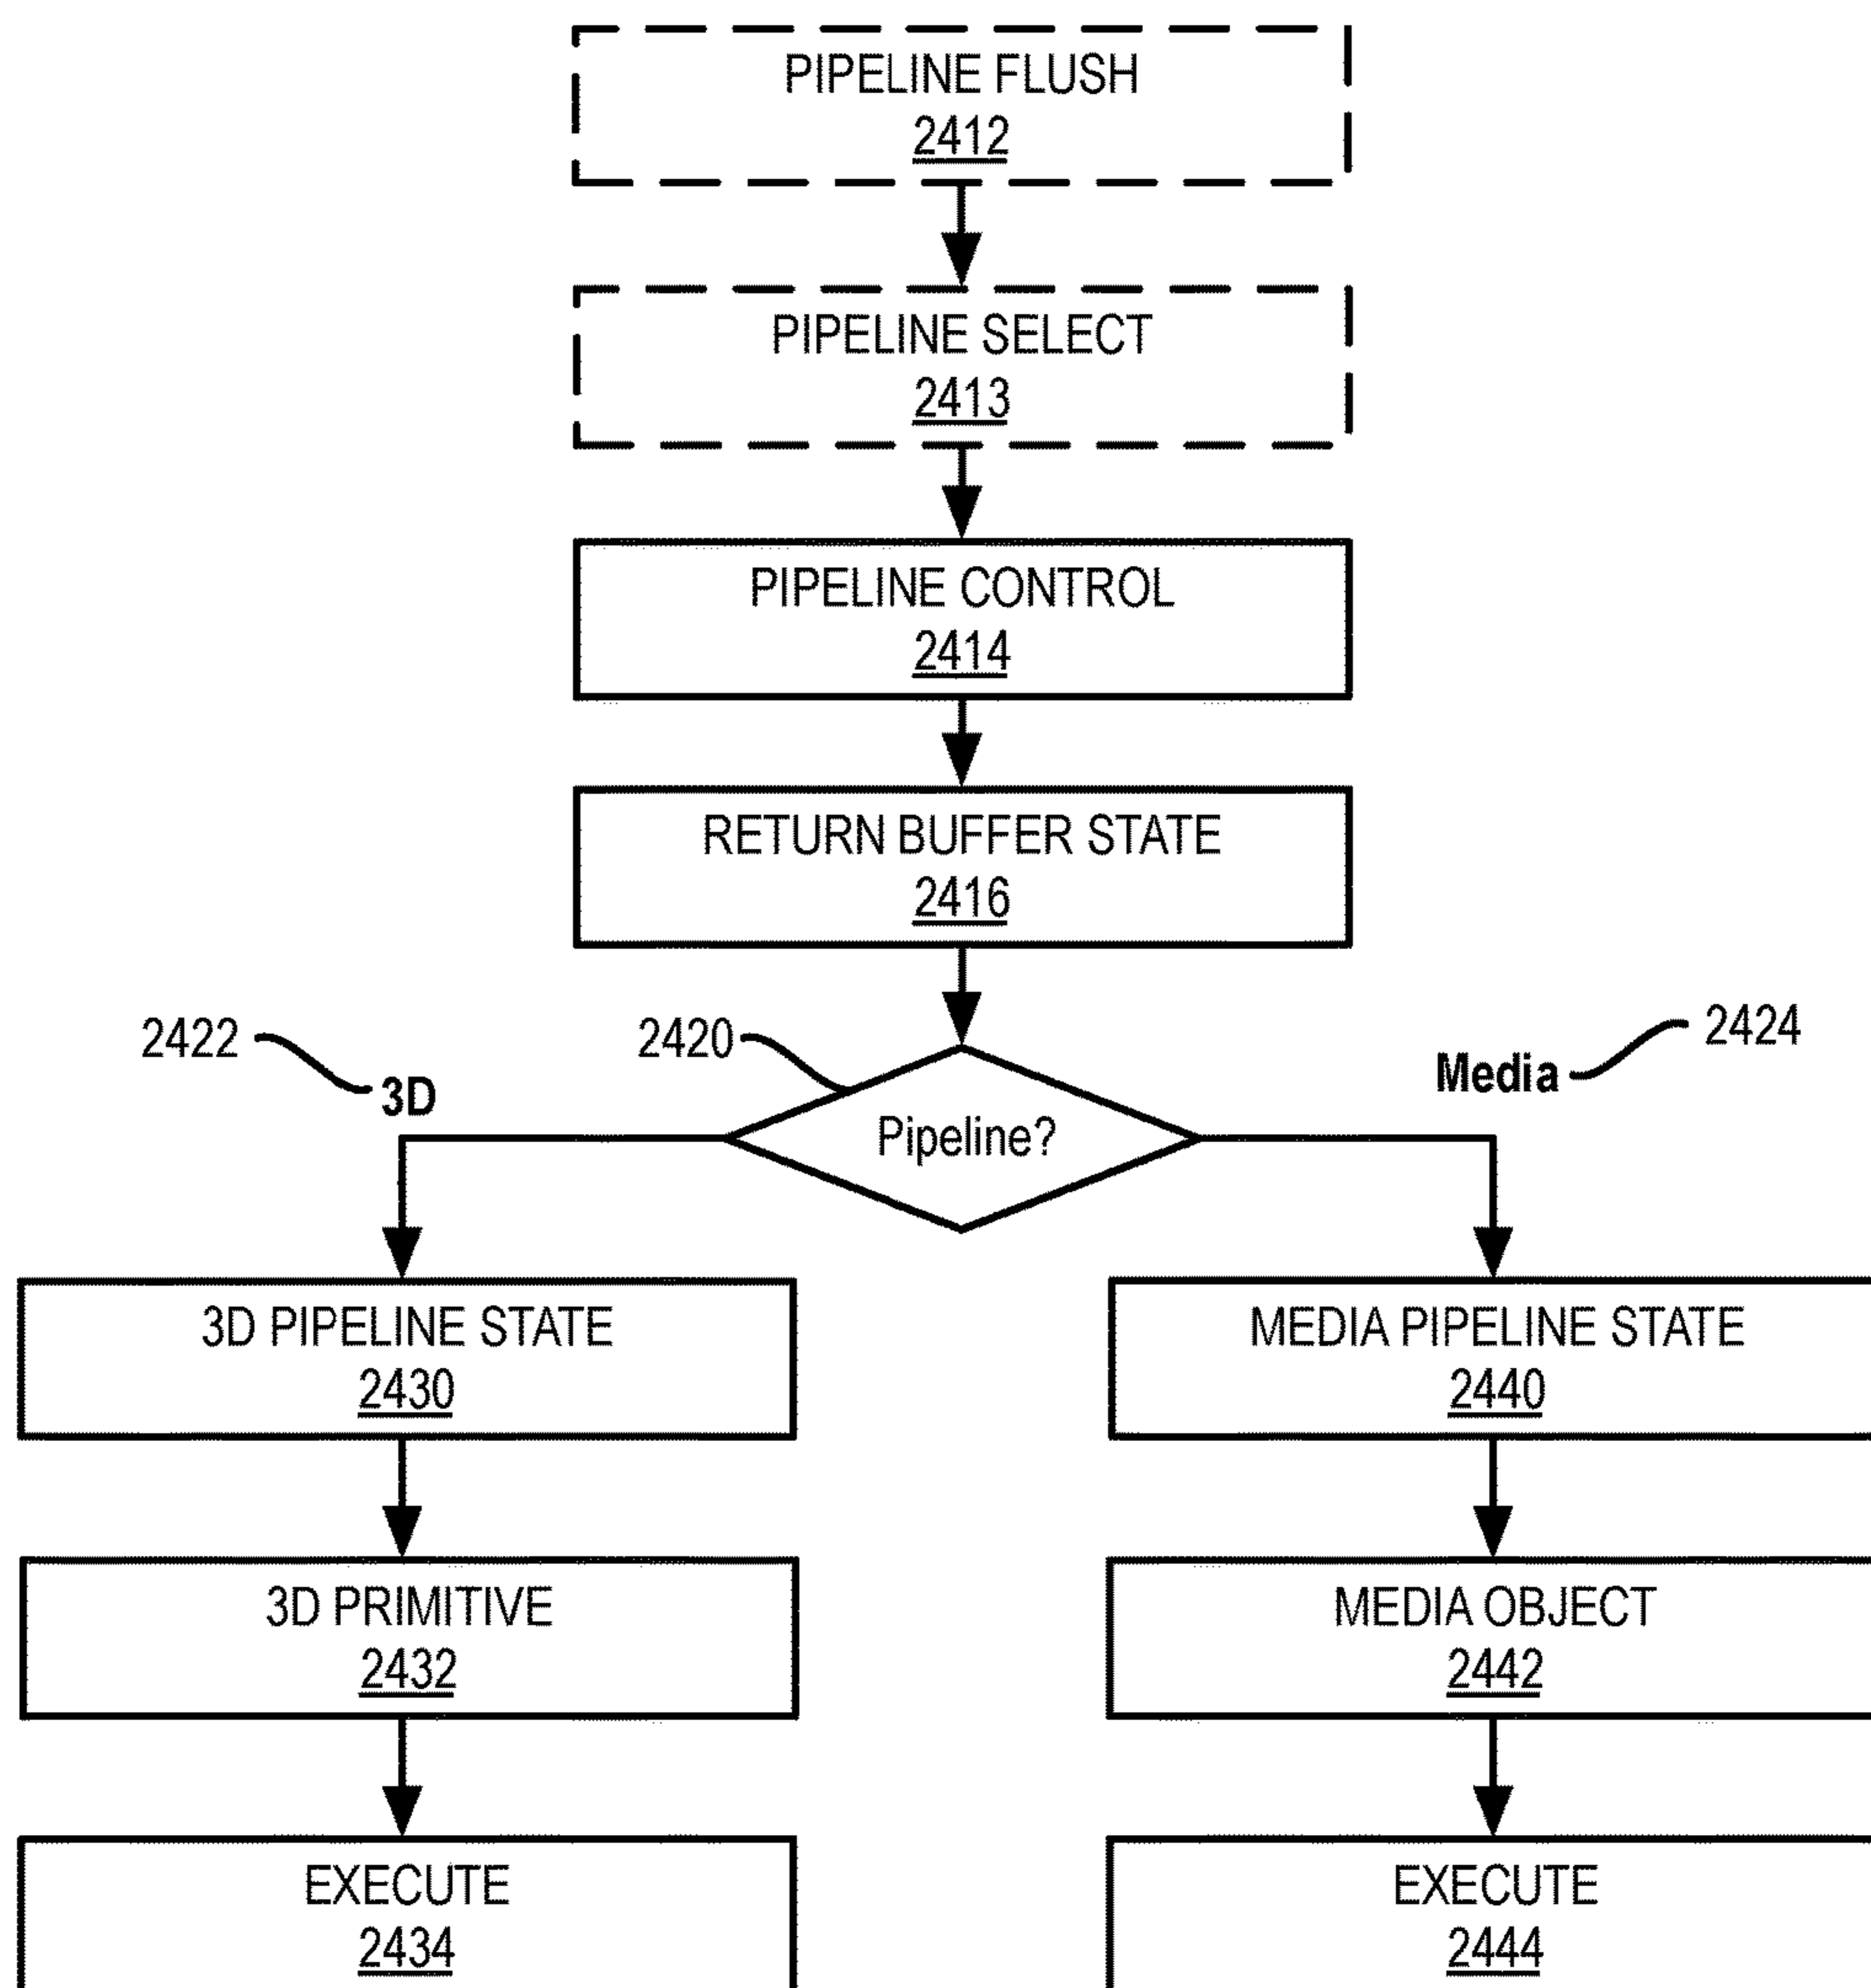 PIPELINE FLUSH
2412
PIPELINE SELECT
2413
PIPELINE CONTROL
2414
RETURN BUFFER STATE
2416
2422
3D
2420
Pipeline?
Media
2424
3D PIPELINE STATE
2430
MEDIA PIPELINE STATE
2440
3D PRIMITIVE
2432
MEDIA OBJECT
2442
EXECUTE
2434
EXECUTE
2444